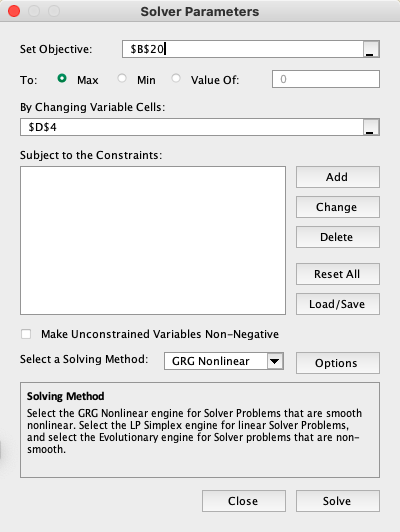 Solver Parameters
Set Objective: $B$20
To: Max Min Value Of: 0
By Changing Variable Cells:
$D$4
Subject to the Constraints:
Add
Change
Delete
Reset All
Load/Save
Make Unconstrained Variables Non-Negative
Select a Solving Method: GRG Nonlinear Options
Solving Method
Select the GRG Nonlinear engine for Solver Problems that are smooth
nonlinear. Select the LP Simplex engine for linear Solver Problems,
and select the Evolutionary engine for Solver problems that are non-
smooth.
Close Solve